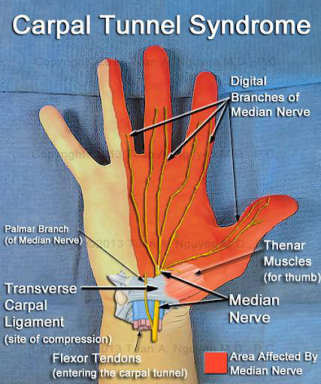 Carpal Tunnel Syndrome
Digital
Branches of
Median Nerve
Palmar Branch
(of Median Nerve)
Thenar
Muscles
(for thumb)
Transverse
Carpal
Ligament
(site of compression)
Median
Nerve
Flexor Tendons
(entering the carpal tunnel)
Area Affected By
Median Nerve